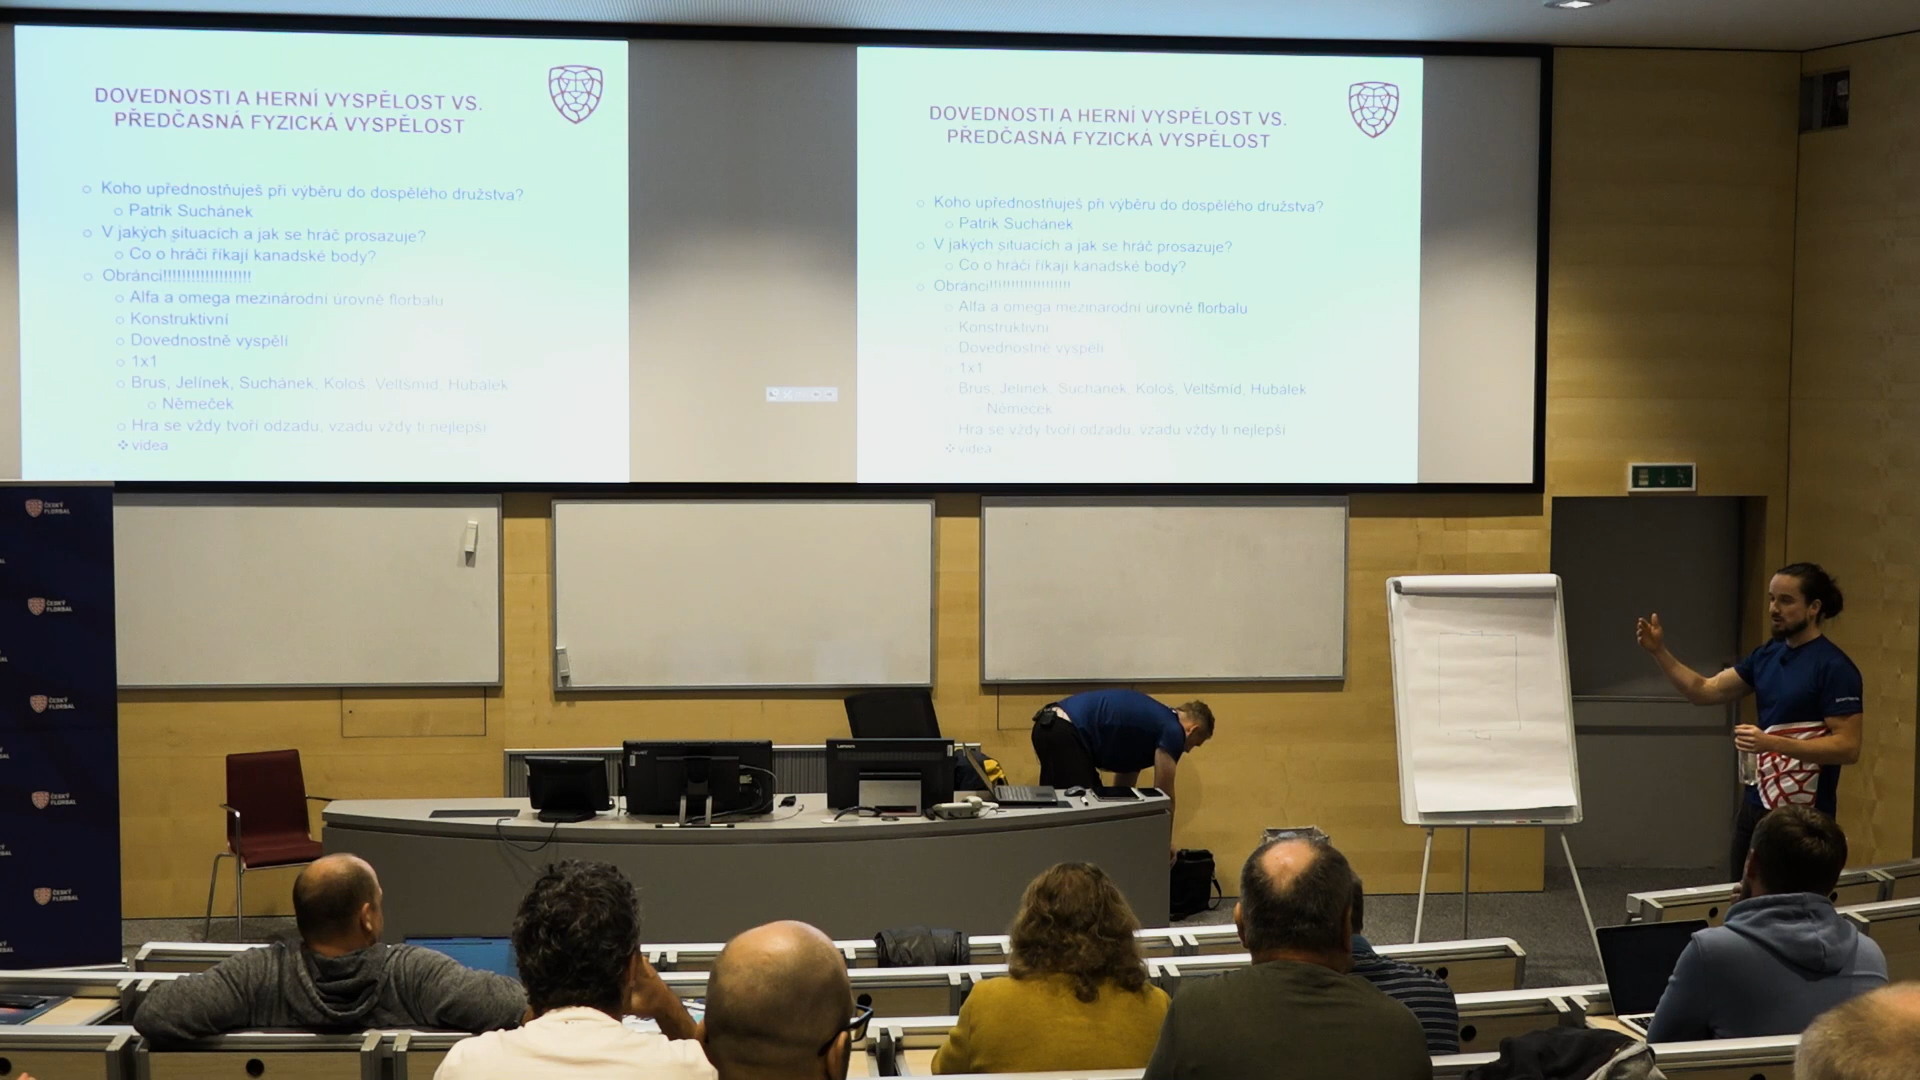 DOVEDNOSTI A HERNÍ VYSPĚLOST VS.
PŘEDČASNÁ FYZICKÁ VYSPĚLOST
Koho upřednostňuješ při výběru do dospělého družstva?
Patrik Suchánek
V jakých situacích a jak se hráč prosazuje?
Co o hráči říkají kanadské body?
Obránci!!!!!!!!!!!!!!!!!!!
Alfa a omega mezinárodní úrovně florbalu
Konstruktivní
Dovednostně vyspělí
1x1
Brus, Jelínek, Suchánek, Kološ, Veltšmíd, Hubálek
Němeček
Hra se vždy tvoří odzadu, vzadu vždy ti nejlepší
videa
DOVEDNOSTI A HERNÍ VYSPĚLOST VS.
PŘEDČASNÁ FYZICKÁ VYSPĚLOST
Koho upřednostňuješ při výběru do dospělého družstva?
Patrik Suchánek
V jakých situacích a jak se hráč prosazuje?
Co o hráči říkají kanadské body?
Obránci!!!!!!!!!!!!!!!!!!!
Alfa a omega mezinárodní úrovně florbalu
Konstruktivní
Dovednostně vyspělí
1x1
Brus, Jelínek, Suchánek, Kološ, Veltšmíd, Hubálek
Němeček
Hra se vždy tvoří odzadu, vzadu vždy ti nejlepší
videa
ČESKÝ
FLORBAL
ČESKÝ
FLORBAL
ČESKÝ
FLORBAL
ČESKÝ
FLORBAL
ČESKÝ
FLORBAL
Lenovo